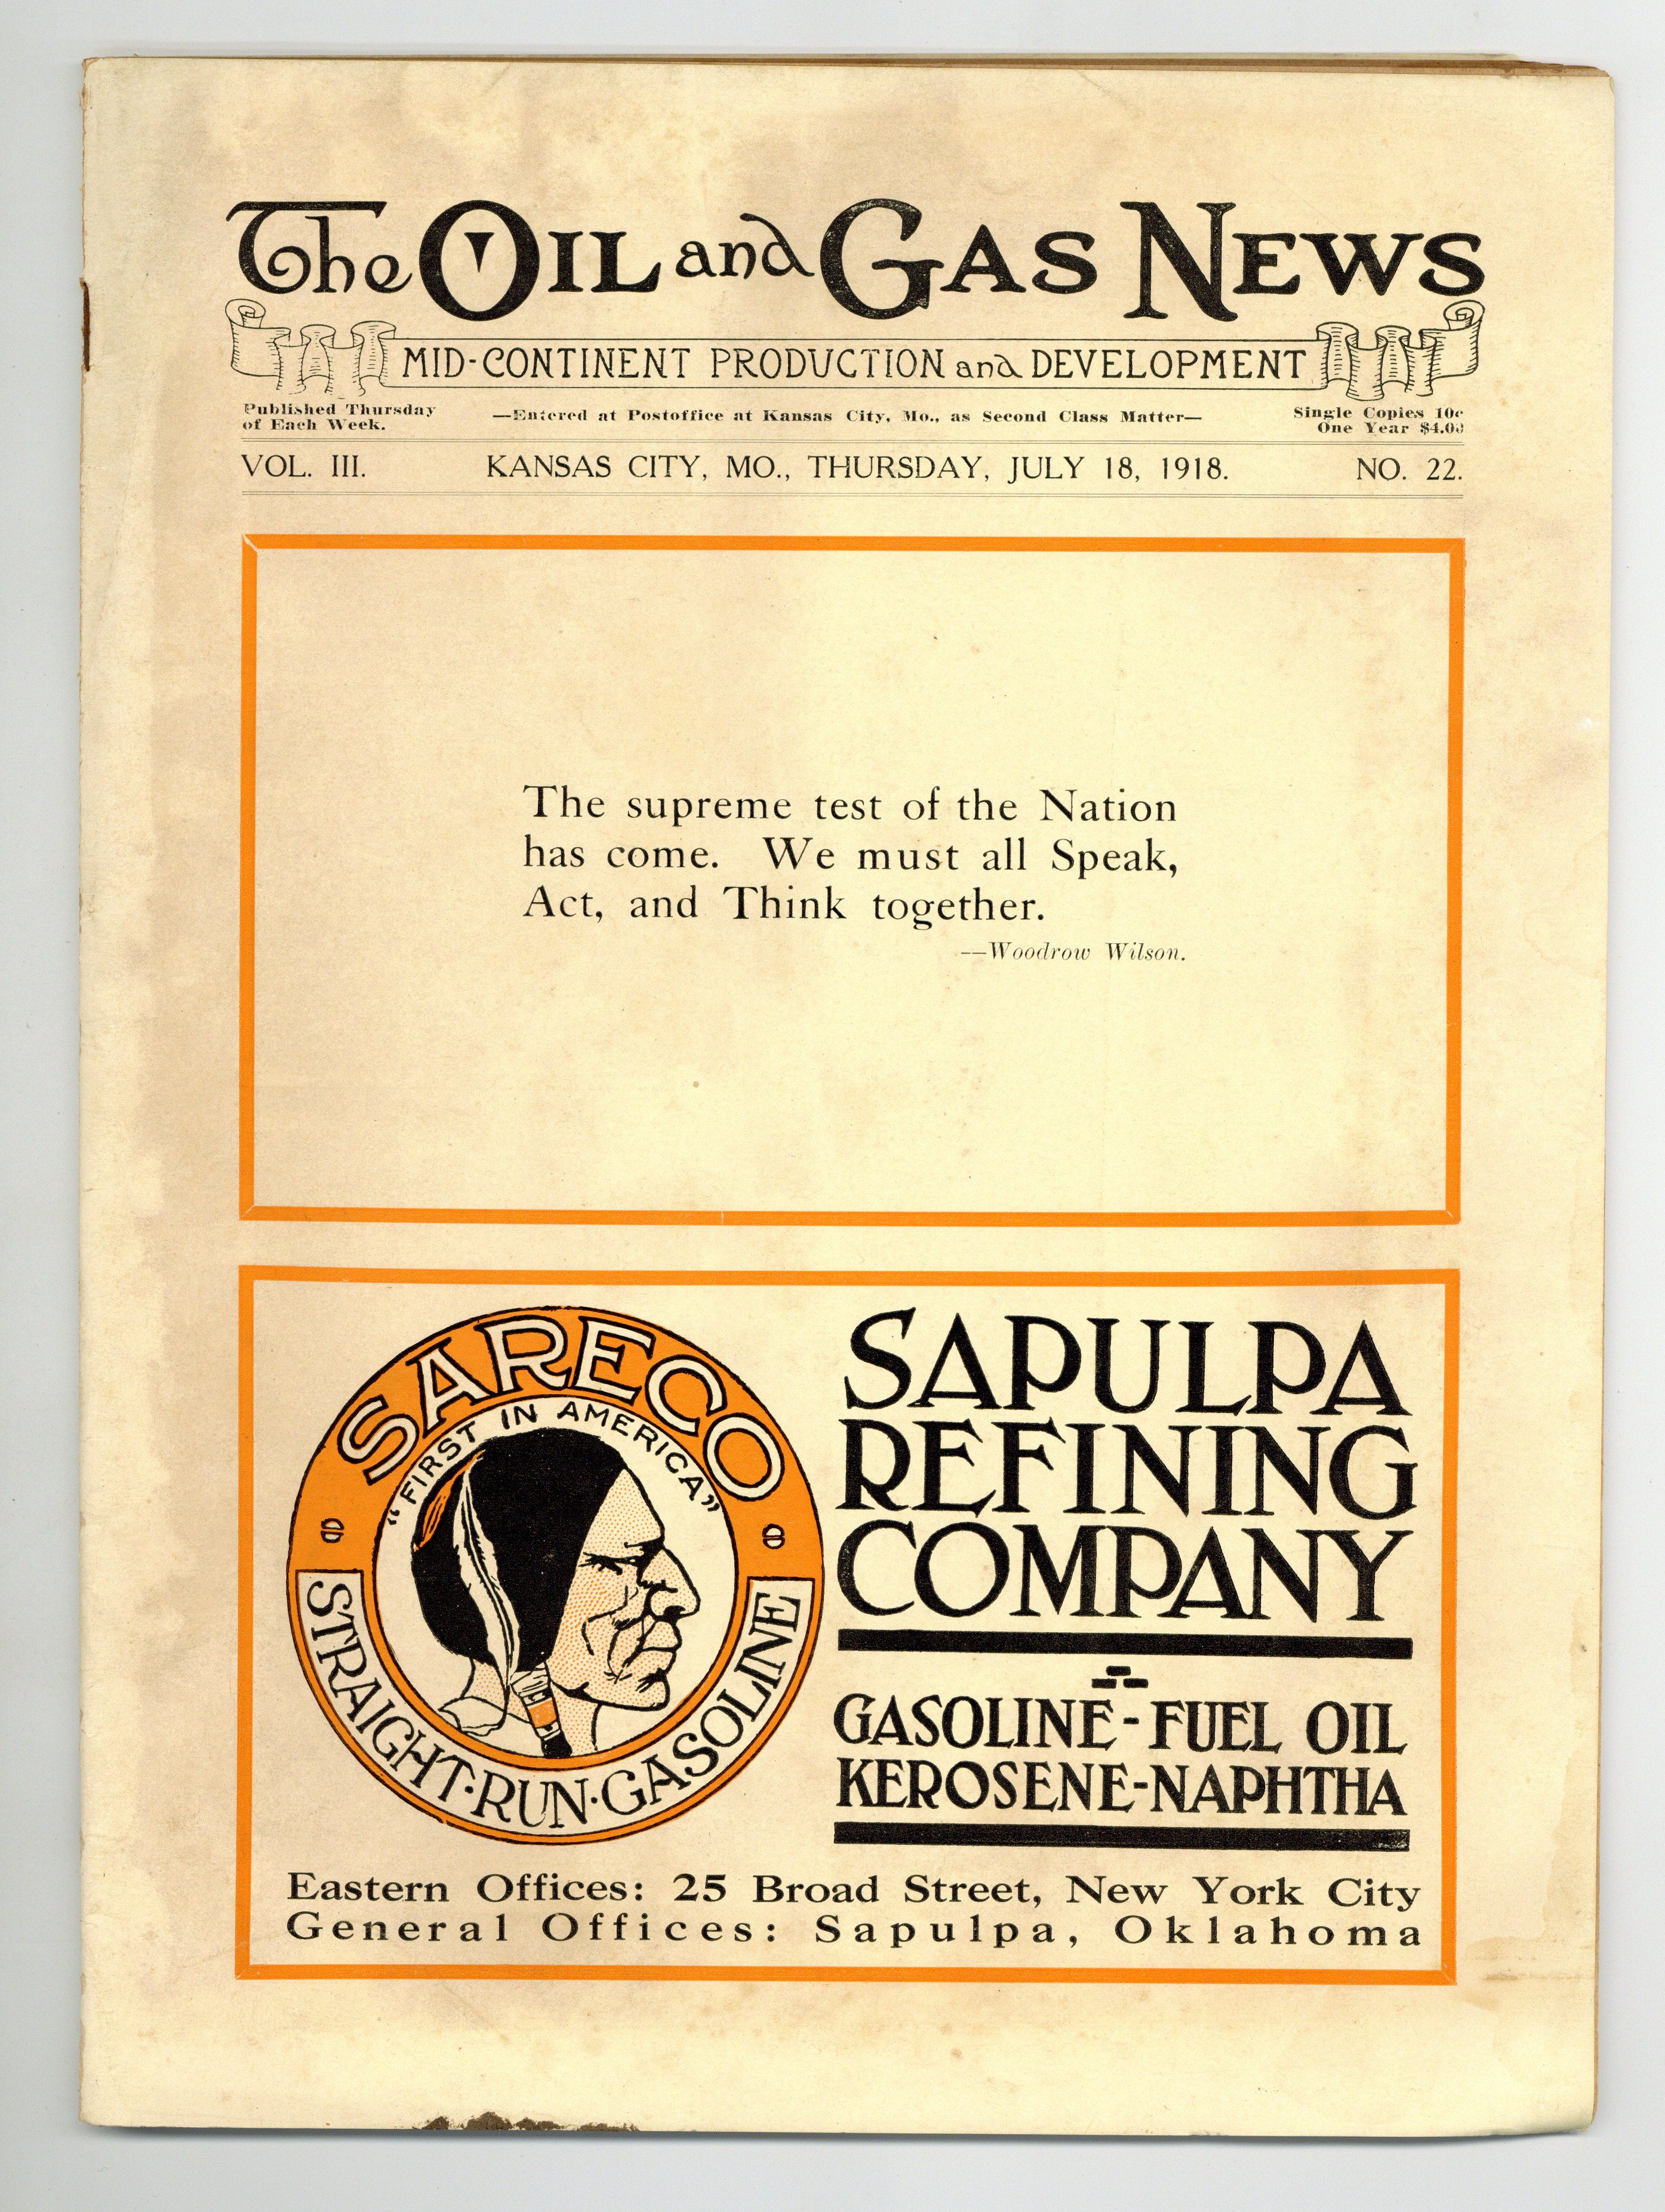 The OIL and GAS NEWS
MID-CONTINENT PRODUCTION and DEVELOPMENT
Published Thursday
of Each Week.
—Entered at Postoffice at Kansas City, Mo., as Second Class Matter—
Single Copies 10c
One Year $4.00
VOL. III. KANSAS CITY, MO., THURSDAY, JULY 18, 1918. NO. 22.
The supreme test of the Nation
has come. We must all Speak,
Act, and Think together.
—Woodrow Wilson.
SARECO
"FIRST IN AMERICA"
STRAIGHT·RUN·GASOLINE
SAPULPA
REFINING
COMPANY
GASOLINE-FUEL OIL
KEROSENE-NAPHTHA
Eastern Offices: 25 Broad Street, New York City
General Offices: Sapulpa, Oklahoma